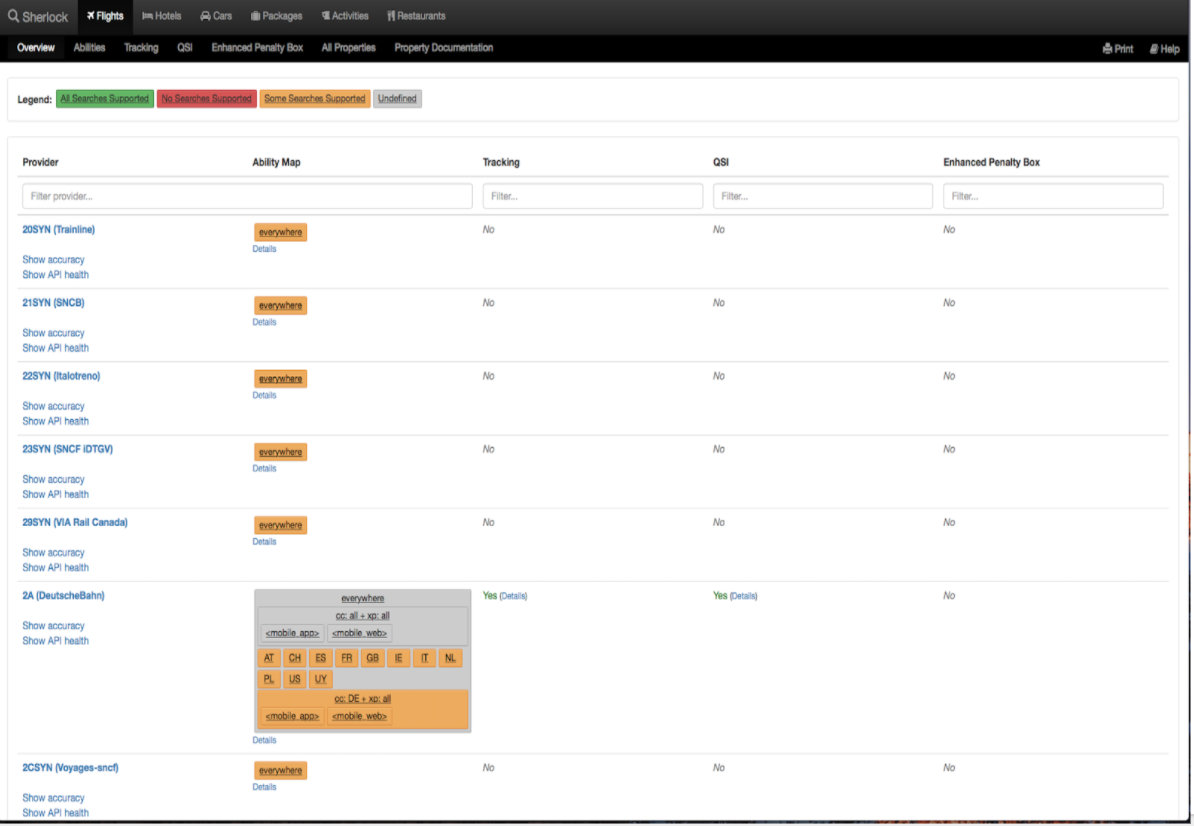 Sherlock Flights Hotels Cars Packages Activities Restaurants
Overview Abilities Tracking QSI Enhanced Penalty Box All Properties Property Documentation Print Help
Legend: All Searches Supported No Searches Supported Some Searches Supported Undefined
Provider Ability Map Tracking QSI Enhanced Penalty Box
Filter provider... Filter... Filter... Filter...
20SYN (Trainline) everywhere No No No
Details
Show accuracy
Show API health
21SYN (SNCB) everywhere No No No
Details
Show accuracy
Show API health
22SYN (Italotreno) everywhere No No No
Details
Show accuracy
Show API health
23SYN (SNCF iDTGV) everywhere No No No
Details
Show accuracy
Show API health
29SYN (VIA Rail Canada) everywhere No No No
Details
Show accuracy
Show API health
2A (DeutscheBahn) everywhere Yes (Details) Yes (Details) No
cc: all + xp: all
Show accuracy <mobile_app> <mobile_web>
Show API health
AT CH ES FR GB IE IT NL
PL US UY
cc: DE + xp: all
<mobile_app> <mobile_web>
Details
2CSYN (Voyages-sncf) everywhere No No No
Details
Show accuracy
Show API health